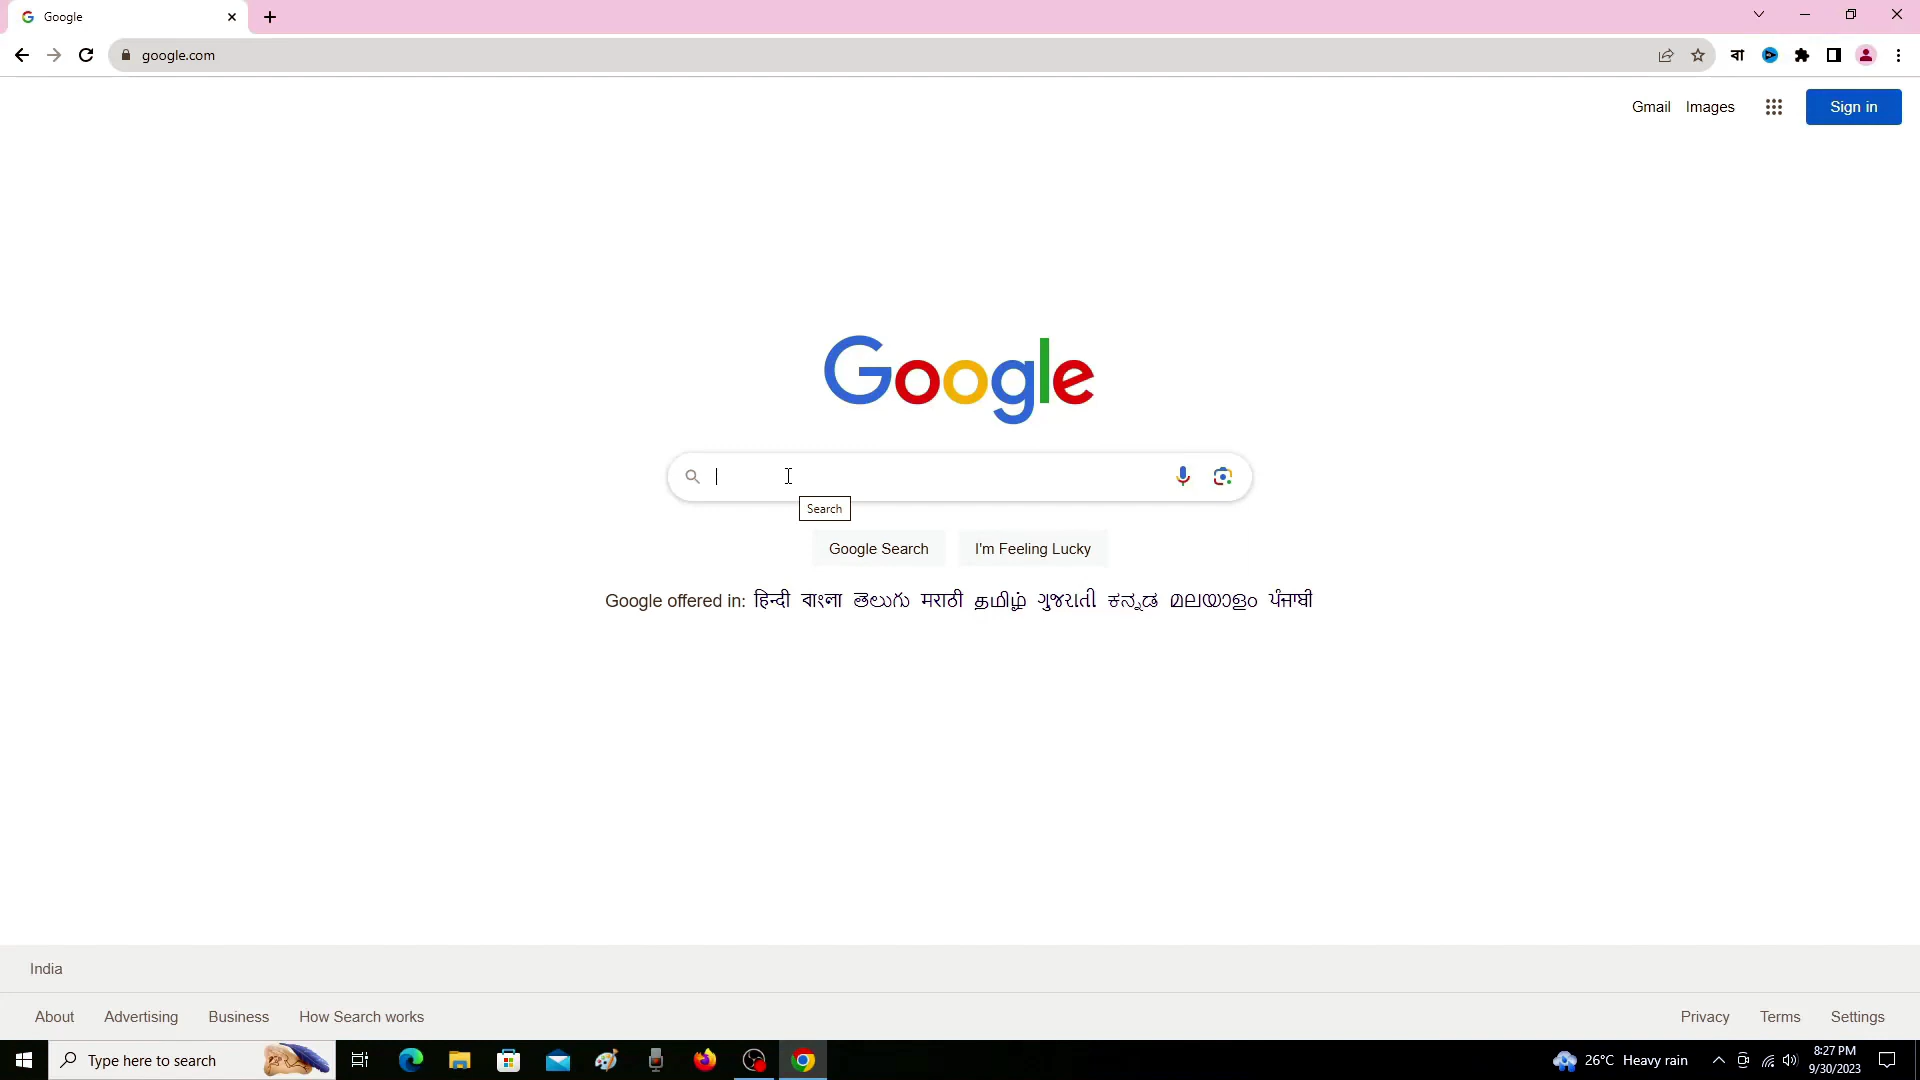 Google
google.com
Gmail Images Sign in
Google
Search
Google Search I'm Feeling Lucky
Google offered in: हिन्दी বাংলা తెలుగు मराठी தமிழ் ગુજરાતી ಕನ್ನಡ മലയാളം ਪੰਜਾਬੀ
India
About Advertising Business How Search works Privacy Terms Settings
Type here to search 26°C Heavy rain 8:27 PM
9/30/2023